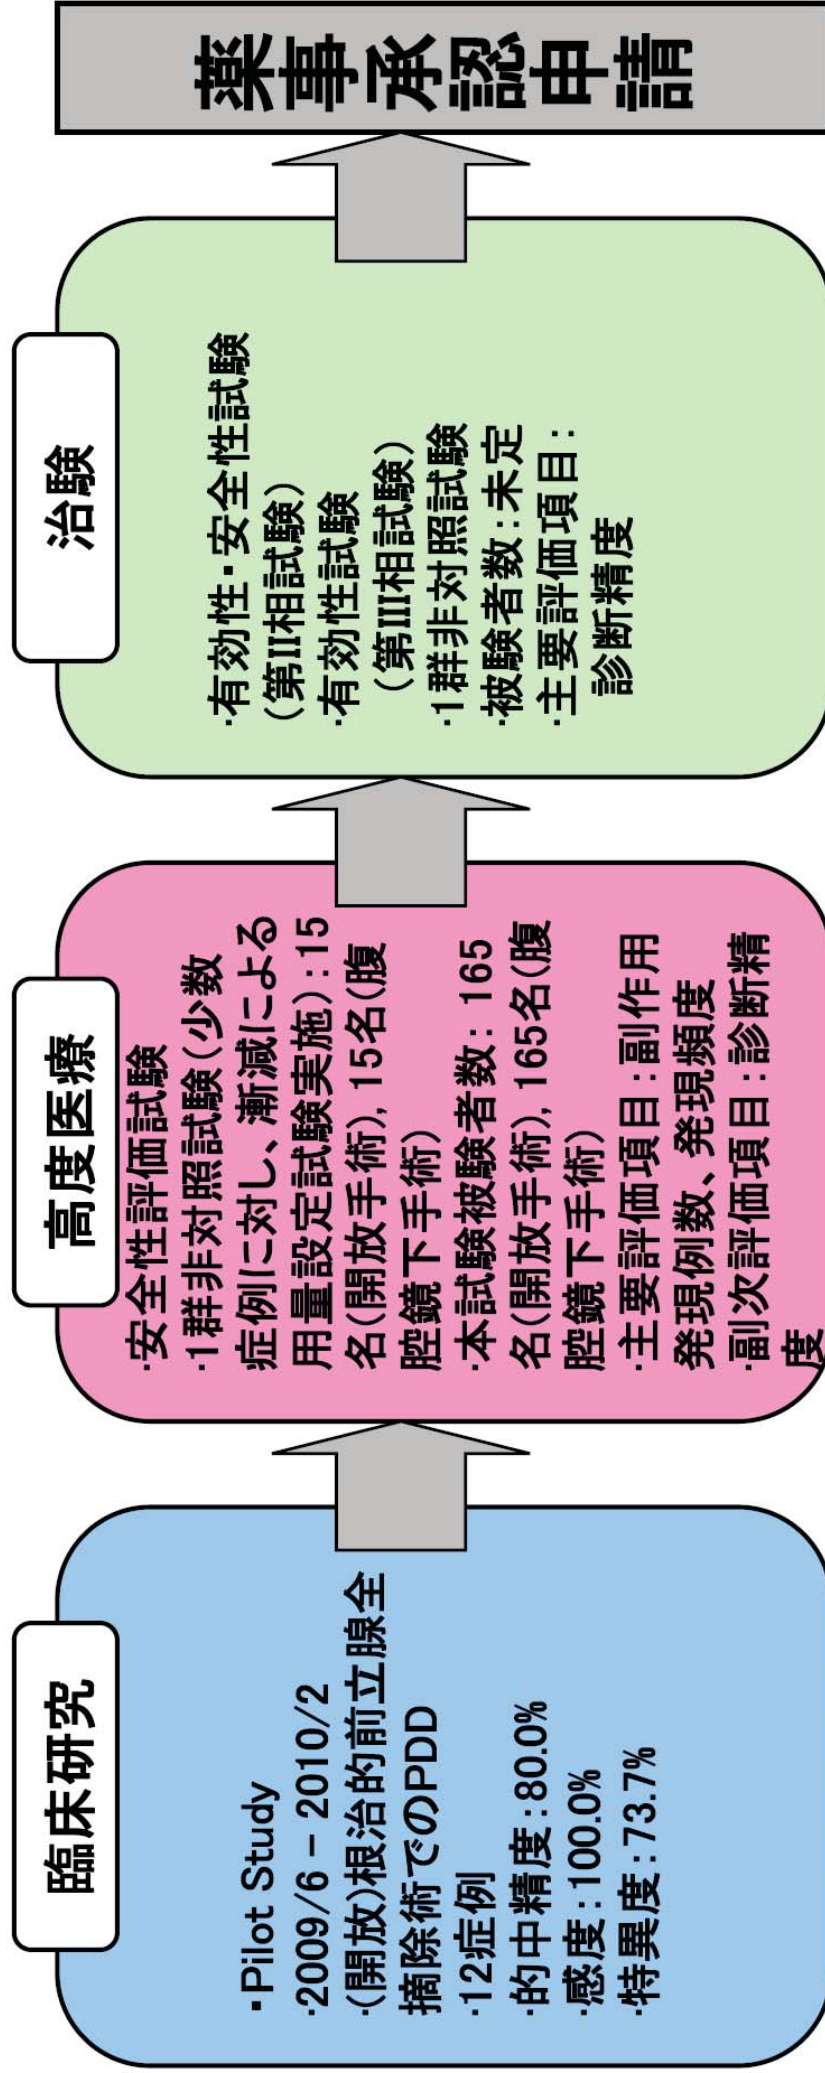 臨床研究
・Pilot Study
・2009/6 – 2010/2
・(開放)根治的前立腺全
摘除術でのPDD
・12症例
・的中精度:80.0%
・感度:100.0%
・特異度:73.7%
高度医療
・安全性評価試験
・1群非対照試験(少数
症例に対し、漸減による
用量設定試験実施):15
名(開放手術), 15名(腹
腔鏡下手術)
・本試験被験者数: 165
名(開放手術), 165名(腹
腔鏡下手術)
・主要評価項目:副作用
発現例数、発現頻度
・副次評価項目:診断精
度
治験
・有効性・安全性試験
(第II相試験)
・有効性試験
(第III相試験)
・1群非対照試験
・被験者数:未定
・主要評価項目:
診断精度
薬事承認申請